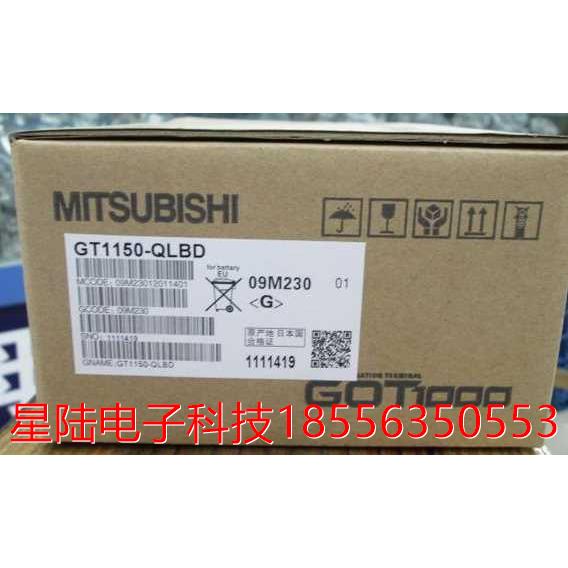 MITSUBISHI
GT1150-QLBD
MCODE: 09M23012011401
for battery
EU
09M230 01
<G>
GCODE: 09M230
SNO: 1111419
原产地 日本国
合格证
1111419
GNAME: GT1150-QLBD
TERMINAL
GOT1000
星陆电子科技18556350553